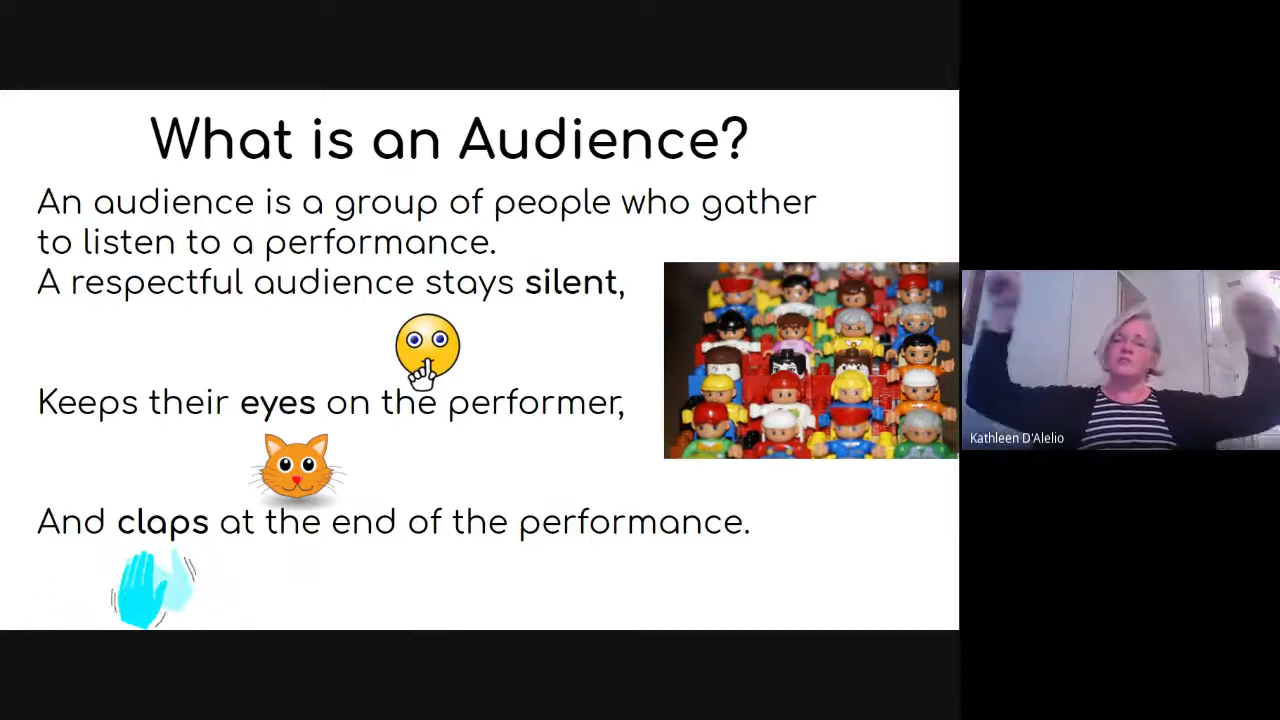 What is an Audience?
An audience is a group of people who gather
to listen to a performance.
A respectful audience stays silent,
Keeps their eyes on the performer,
And claps at the end of the performance.
Kathleen D'Alelio